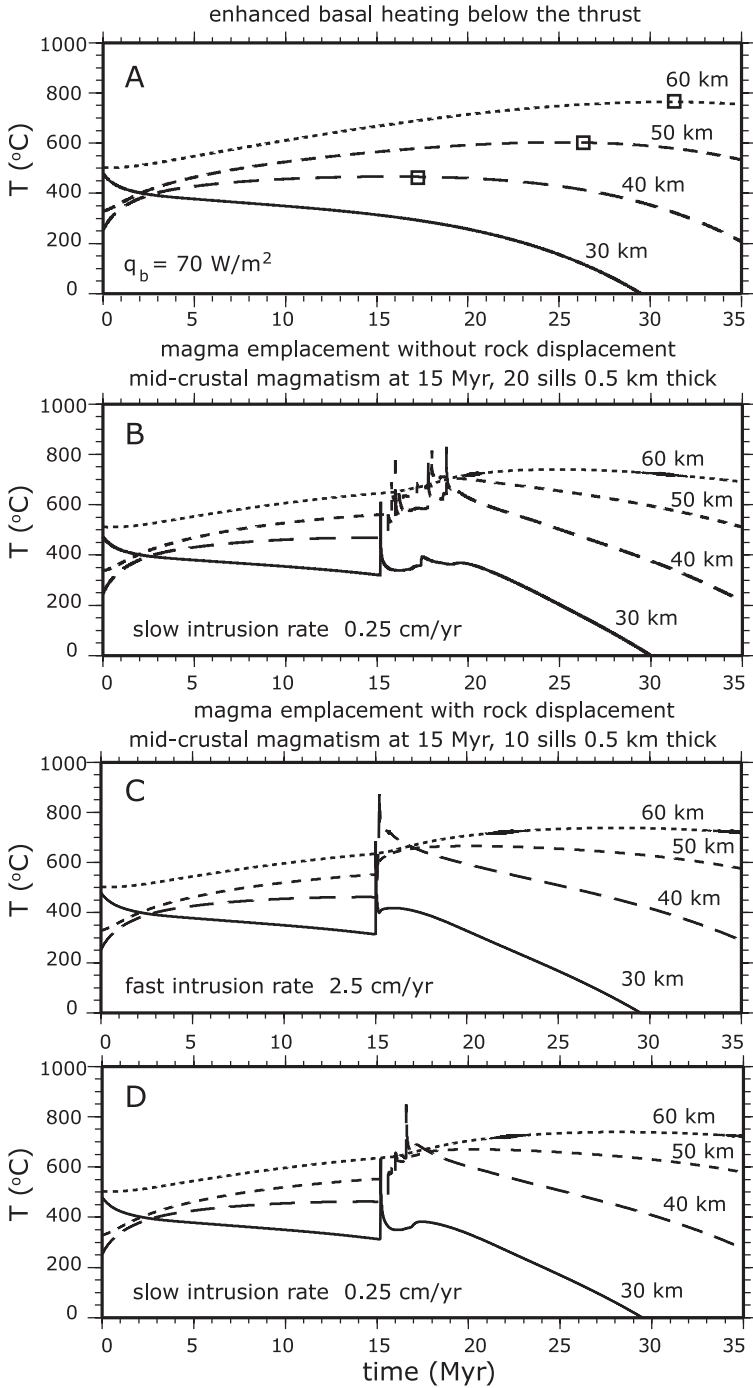 enhanced basal heating below the thrust
1000
800
600
400
200
0
T (°C)
A
60 km
50 km
40 km
30 km
q_b = 70 W/m²
0 5 10 15 20 25 30 35
magma emplacement without rock displacement
mid-crustal magmatism at 15 Myr, 20 sills 0.5 km thick
1000
800
600
400
200
0
T (°C)
B
60 km
50 km
40 km
30 km
slow intrusion rate 0.25 cm/yr
0 5 10 15 20 25 30 35
magma emplacement with rock displacement
mid-crustal magmatism at 15 Myr, 10 sills 0.5 km thick
1000
800
600
400
200
0
T (°C)
C
60 km
50 km
40 km
30 km
fast intrusion rate 2.5 cm/yr
0 5 10 15 20 25 30 35
1000
800
600
400
200
0
T (°C)
D
60 km
50 km
40 km
30 km
slow intrusion rate 0.25 cm/yr
0 5 10 15 20 25 30 35
time (Myr)